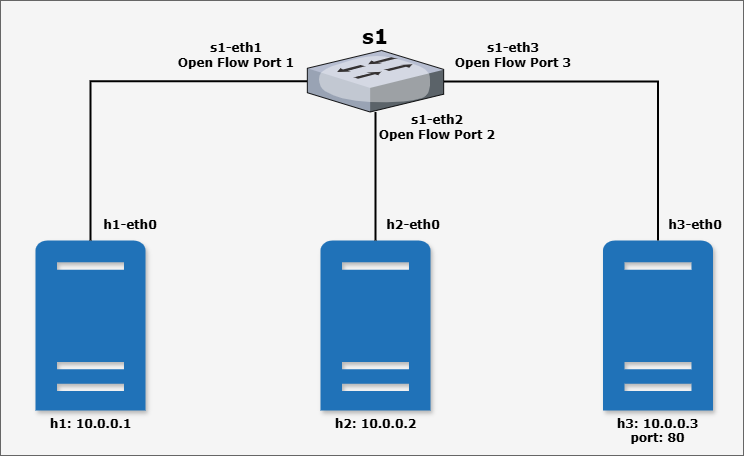 s1
s1-eth1
Open Flow Port 1
s1-eth3
Open Flow Port 3
s1-eth2
Open Flow Port 2
h1-eth0
h2-eth0
h3-eth0
h1: 10.0.0.1
h2: 10.0.0.2
h3: 10.0.0.3
port: 80